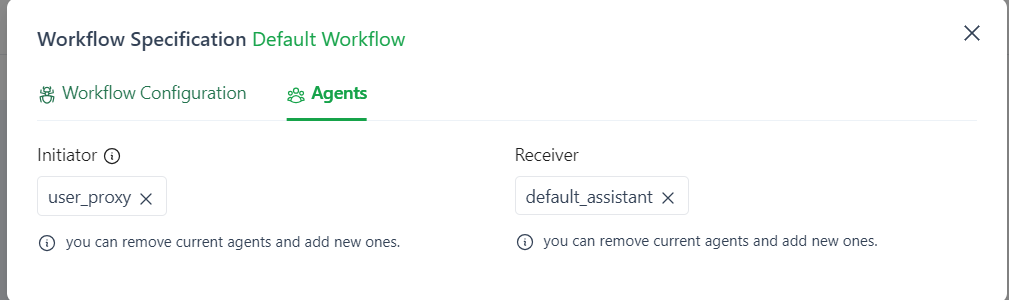 Workflow Specification Default Workflow
Workflow Configuration Agents
Initiator Receiver
user_proxy default_assistant
you can remove current agents and add new ones. you can remove current agents and add new ones.